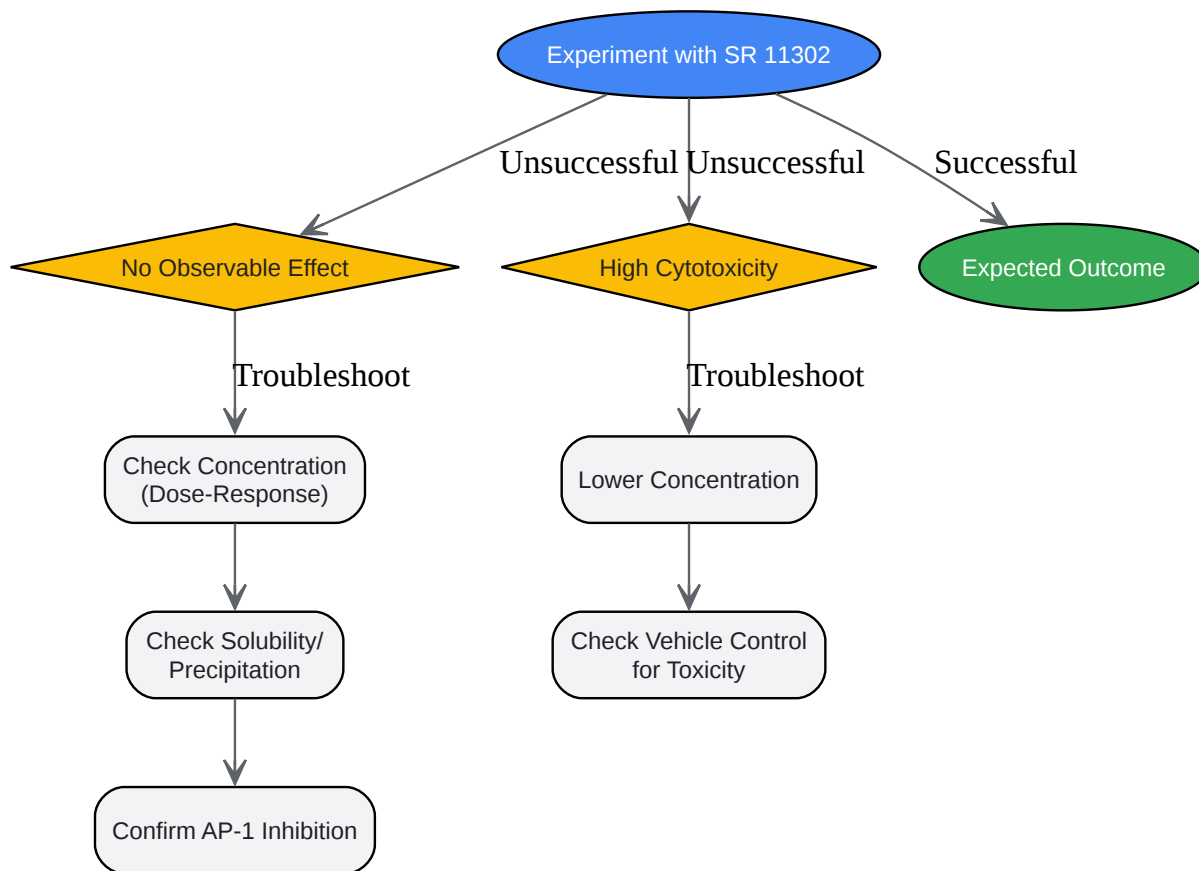 Experiment with SR 11302
Unsuccessful
Unsuccessful
Successful
No Observable Effect
High Cytotoxicity
Expected Outcome
Troubleshoot
Troubleshoot
Check Concentration
(Dose-Response)
Lower Concentration
Check Solubility/
Precipitation
Check Vehicle Control
for Toxicity
Confirm AP-1 Inhibition